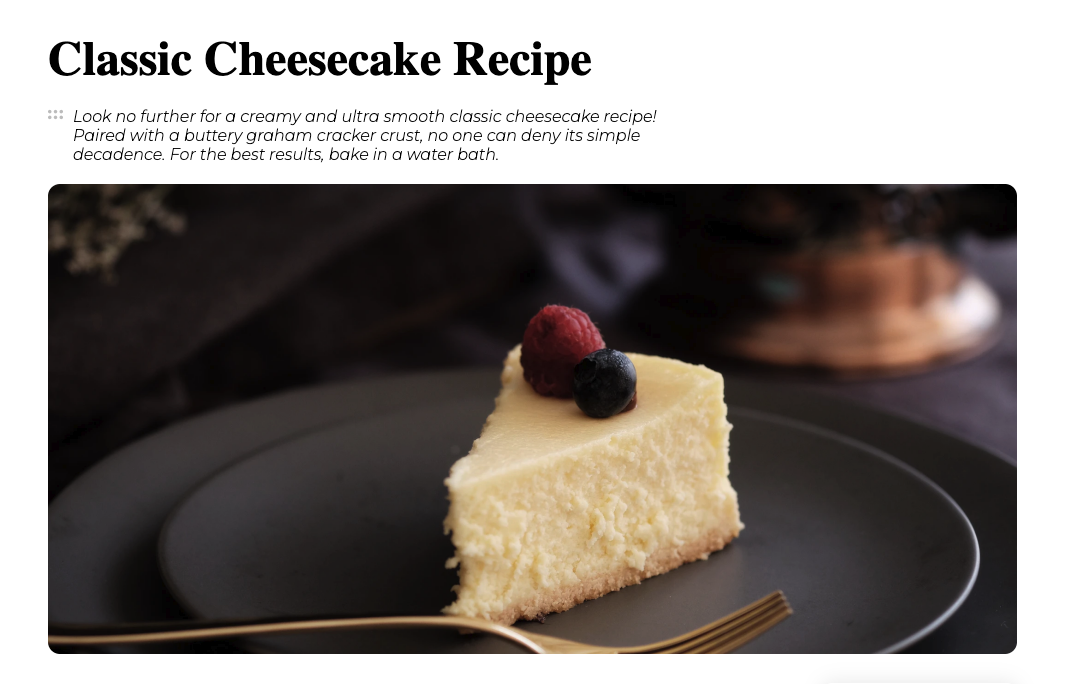 Classic Cheesecake Recipe
Look no further for a creamy and ultra smooth classic cheesecake recipe!
Paired with a buttery graham cracker crust, no one can deny its simple
decadence. For the best results, bake in a water bath.